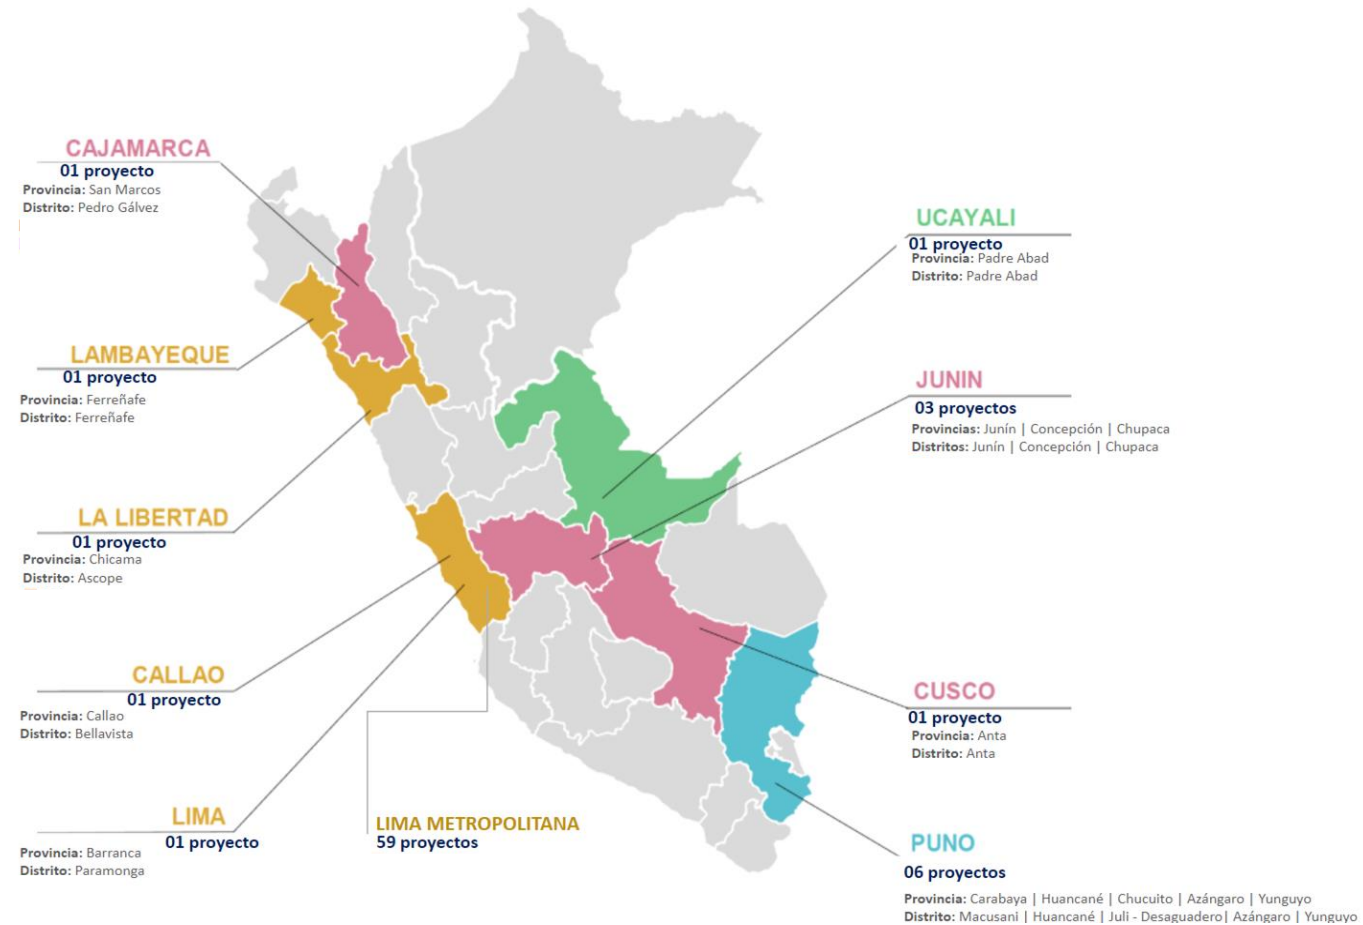 CAJAMARCA
01 proyecto
Provincia: San Marcos
Distrito: Pedro Gálvez
LAMBAYEQUE
01 proyecto
Provincia: Ferreñafe
Distrito: Ferreñafe
LA LIBERTAD
01 proyecto
Provincia: Chicama
Distrito: Ascope
CALLAO
01 proyecto
Provincia: Callao
Distrito: Bellavista
LIMA
01 proyecto
Provincia: Barranca
Distrito: Paramonga
LIMA METROPOLITANA
59 proyectos
UCAYALI
01 proyecto
Provincia: Padre Abad
Distrito: Padre Abad
JUNIN
03 proyectos
Provincias: Junín | Concepción | Chupaca
Distritos: Junín | Concepción | Chupaca
CUSCO
01 proyecto
Provincia: Anta
Distrito: Anta
PUNO
06 proyectos
Provincia: Carabaya | Huancané | Chucuito | Azángaro | Yunguyo
Distrito: Macusani | Huancané | Juli - Desaguadero| Azángaro | Yunguyo